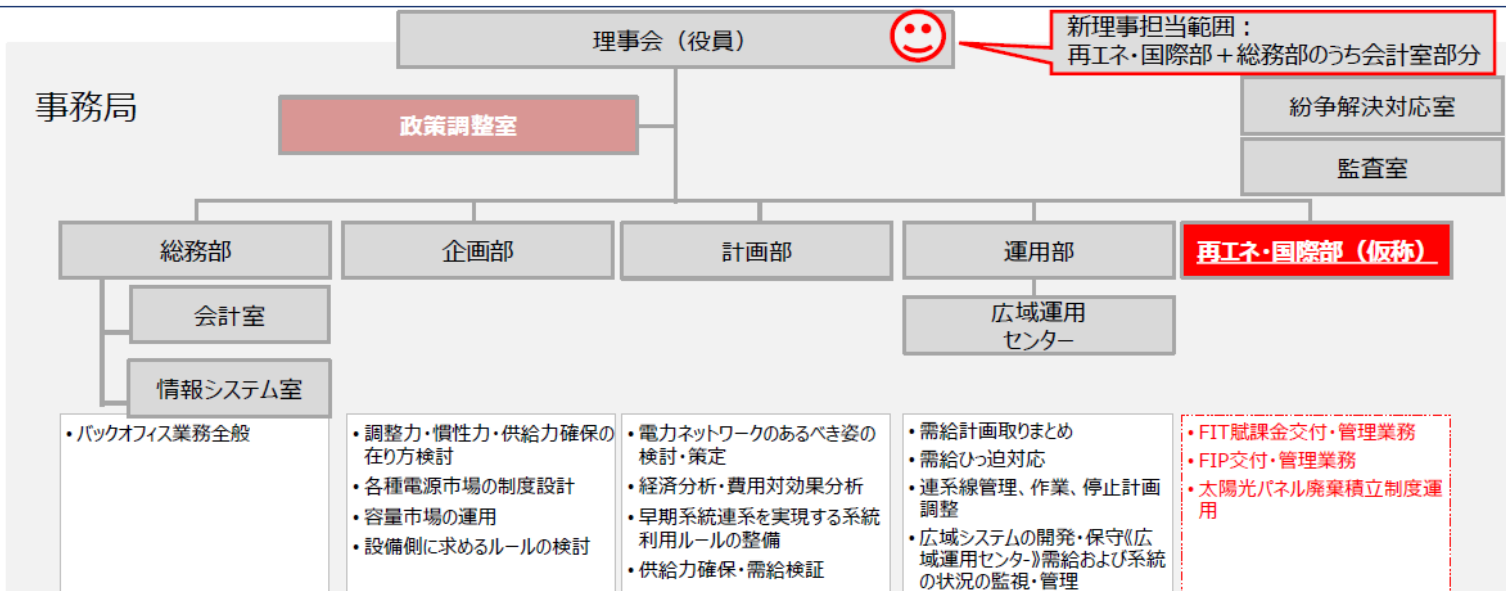 理事会（役員）
新理事担当範囲：
再エネ・国際部＋総務部のうち会計室部分
事務局
政策調整室
紛争解決対応室
監査室
総務部
企画部
計画部
運用部
再エネ・国際部（仮称）
会計室
広域運用
センター
情報システム室
・バックオフィス業務全般
・調整力・慣性力・供給力確保の
在り方検討
・各種電源市場の制度設計
・容量市場の運用
・設備側に求めるルールの検討
・電力ネットワークのあるべき姿の
検討・策定
・経済分析・費用対効果分析
・早期系統連系を実現する系統
利用ルールの整備
・供給力確保・需給検証
・需給計画取りまとめ
・需給ひっ迫対応
・連系線管理、作業、停止計画
調整
・広域システムの開発・保守《広
域運用センター》需給および系統
の状況の監視・管理
・FIT賦課金交付・管理業務
・FIP交付・管理業務
・太陽光パネル廃棄積立制度運
用